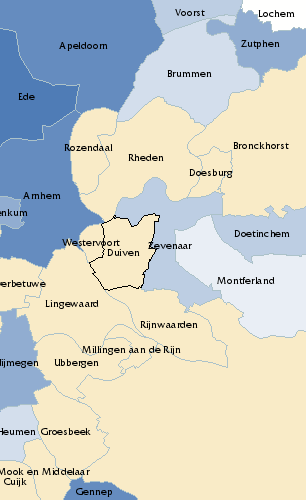 Voorst
Lochem
Apeldoorn
Zutphen
Brummen
Ede
Rozendaal
Bronckhorst
Rheden
Doesburg
Arnhem
enkum
Doetinchem
Westervoort
Zevenaar
Duiven
Montferland
erbetuwe
Lingewaard
Rijnwaarden
Millingen aan de Rijn
Nijmegen
Ubbergen
Heumen
Groesbeek
Mook en Middelaar
Cuijk
Gennep